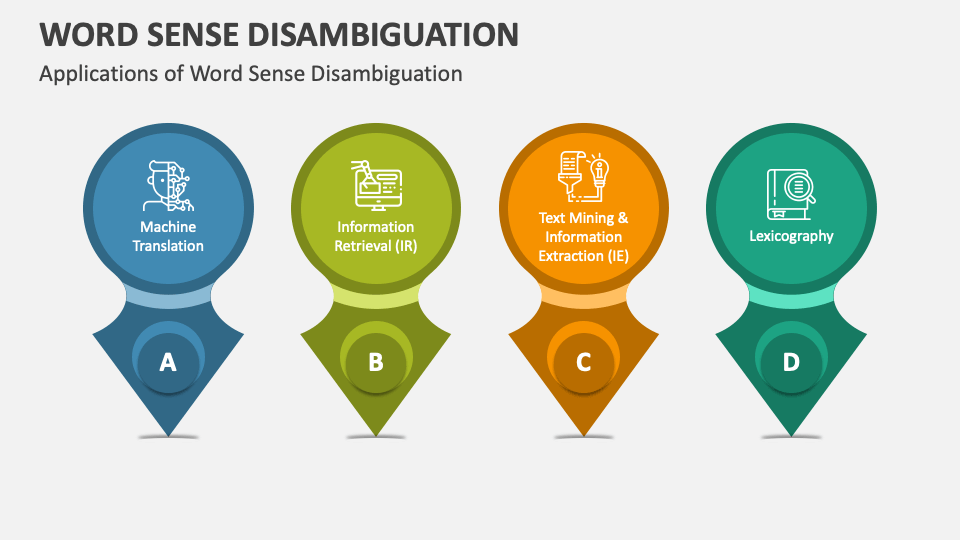 WORD SENSE DISAMBIGUATION
Applications of Word Sense Disambiguation
Machine
Translation
Information
Retrieval (IR)
Text Mining &
Information
Extraction (IE)
Lexicography
A
B
C
D